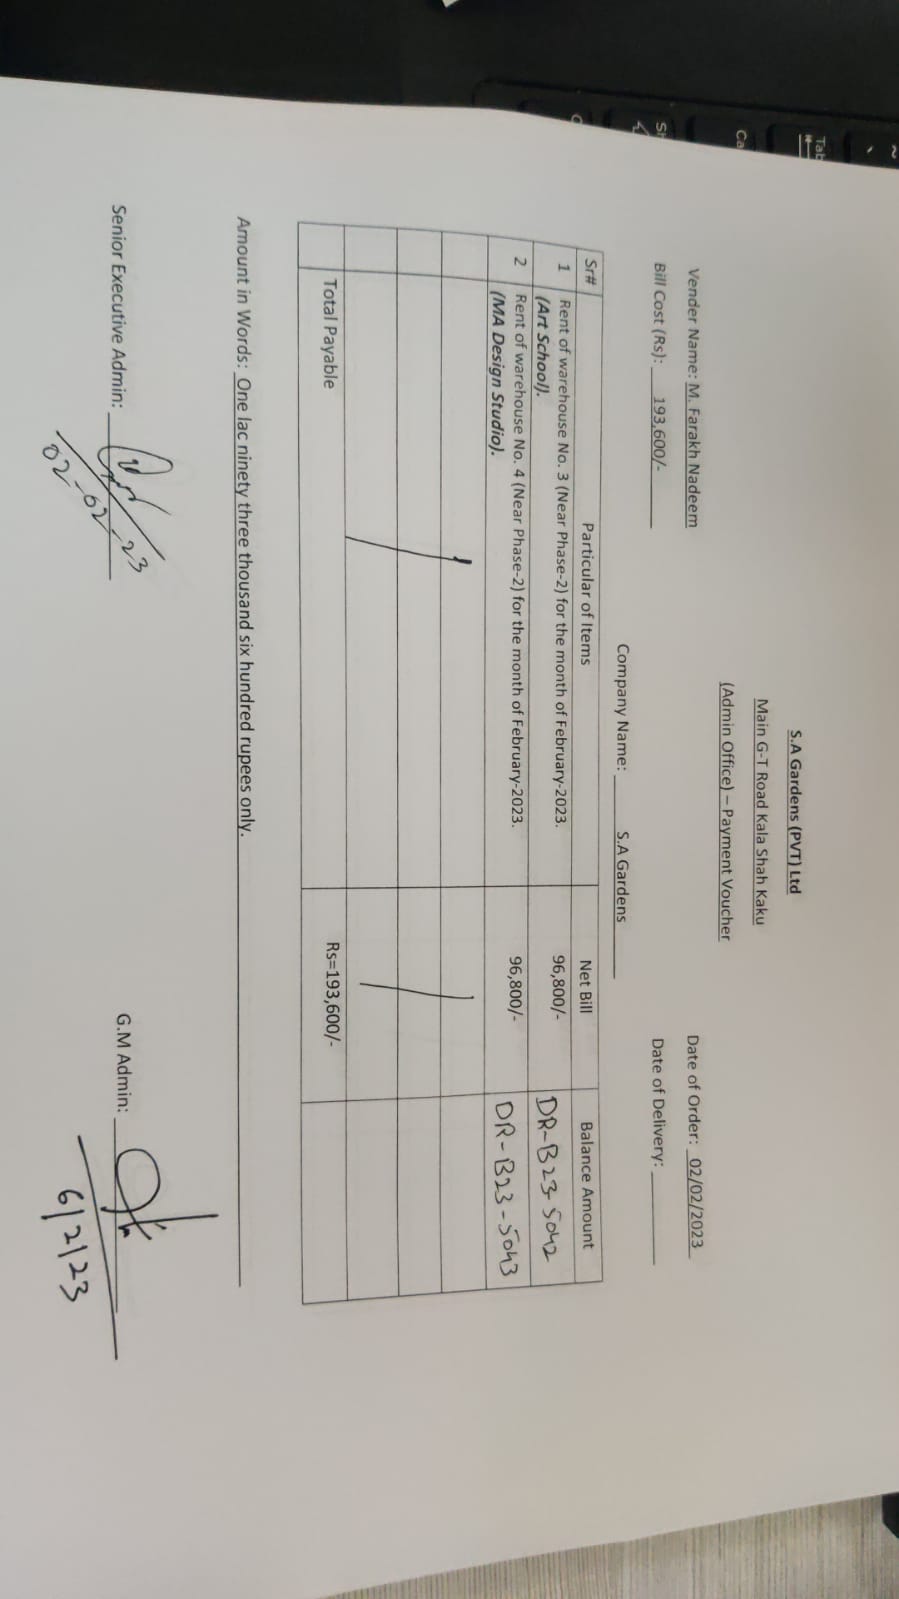 S.A Gardens (PVT) Ltd
Main G-T Road Kala Shah Kaku
(Admin Office) – Payment Voucher
Vender Name: M. Farakh Nadeem Date of Order: 02/02/2023
Bill Cost (Rs): 193,600/- Date of Delivery:
Company Name: S.A Gardens
Sr# Particular of Items Net Bill Balance Amount
1 Rent of warehouse No. 3 (Near Phase-2) for the month of February-2023. 96,800/- DR-B23-5042
(Art School).
2 Rent of warehouse No. 4 (Near Phase-2) for the month of February-2023. 96,800/- DR-B23-5043
(MA Design Studio).
Total Payable Rs=193,600/-
Amount in Words: One lac ninety three thousand six hundred rupees only.
Senior Executive Admin: 02-02-23
G.M Admin: 6/2/23
Tab